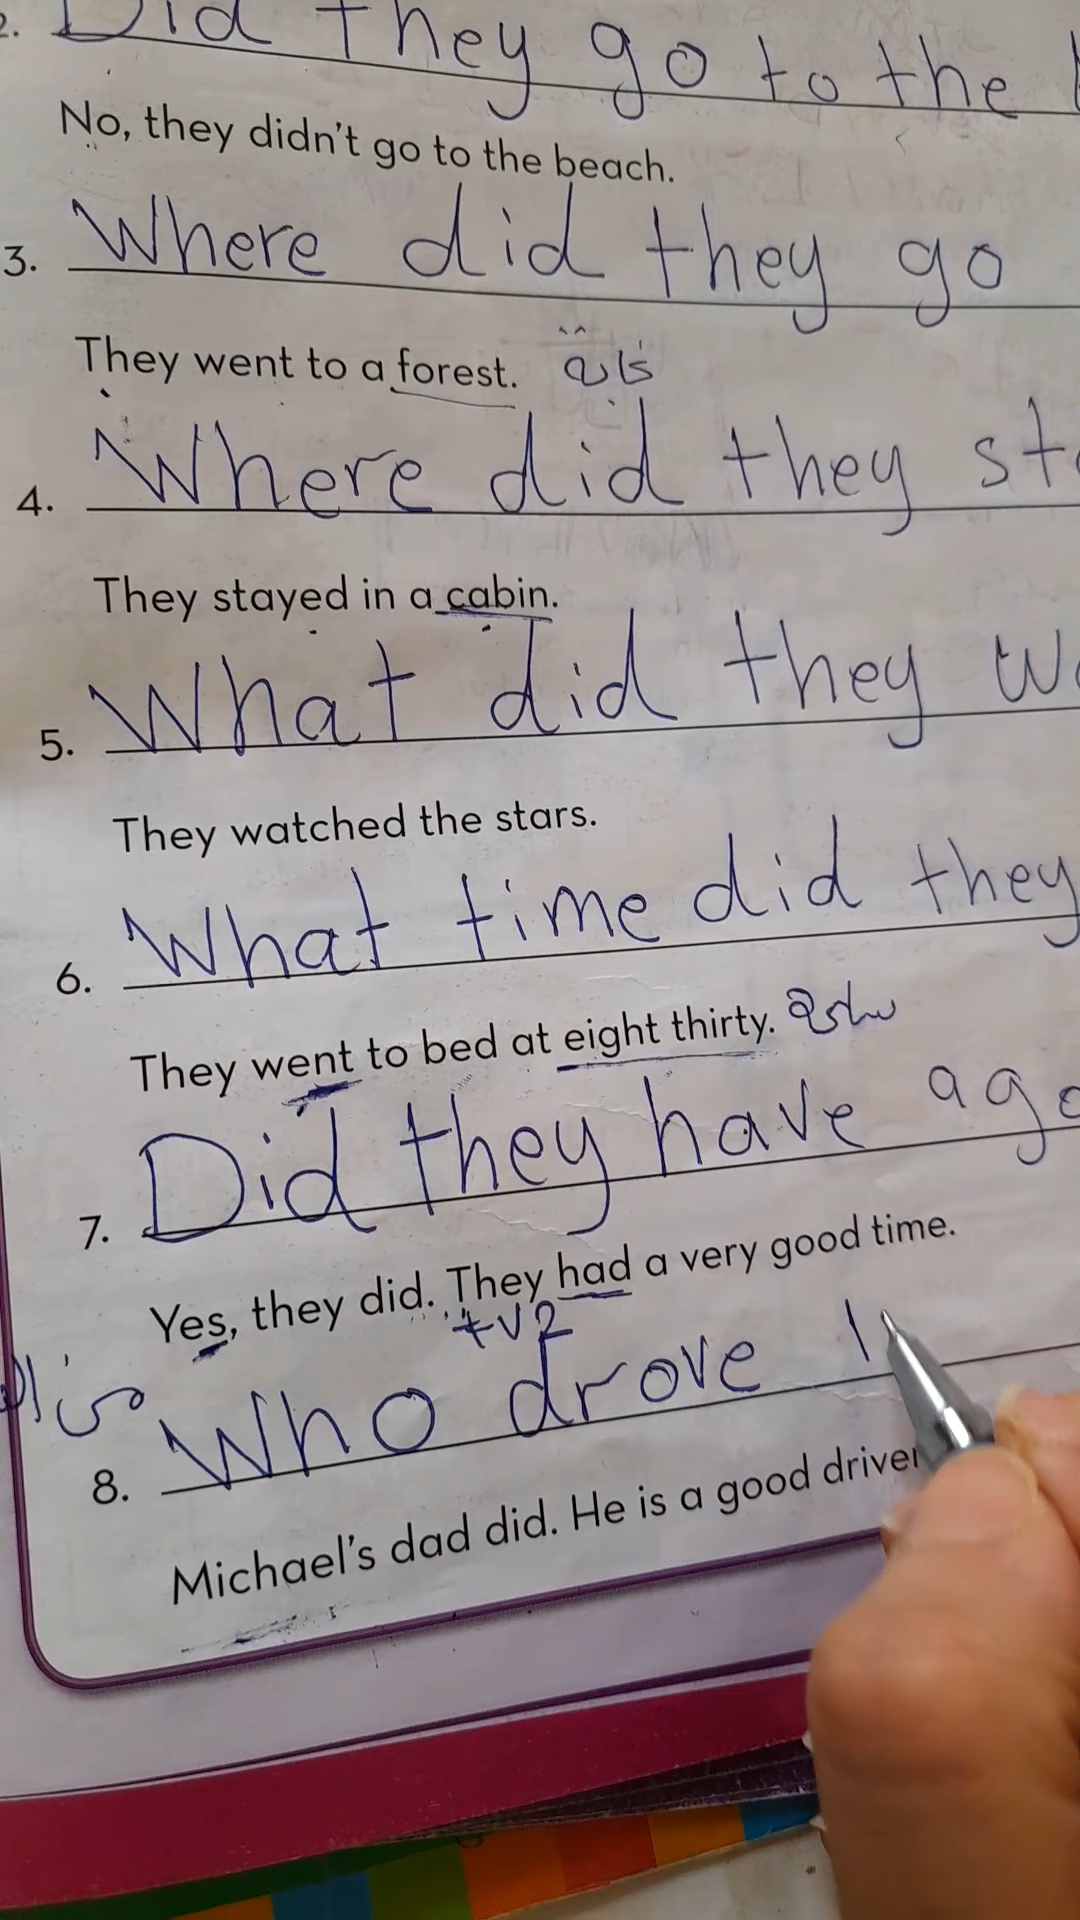 2. Did they go to the
No, they didn't go to the beach.
3. Where did they go
They went to a forest.
4. Where did they
They stayed in a cabin.
5. What did they
They watched the stars.
6. What time did they
They went to bed at eight thirty.
7. Did they have a
Yes, they did. They had a very good time.
+V2
8. Who drove
Michael's dad did. He is a good driver